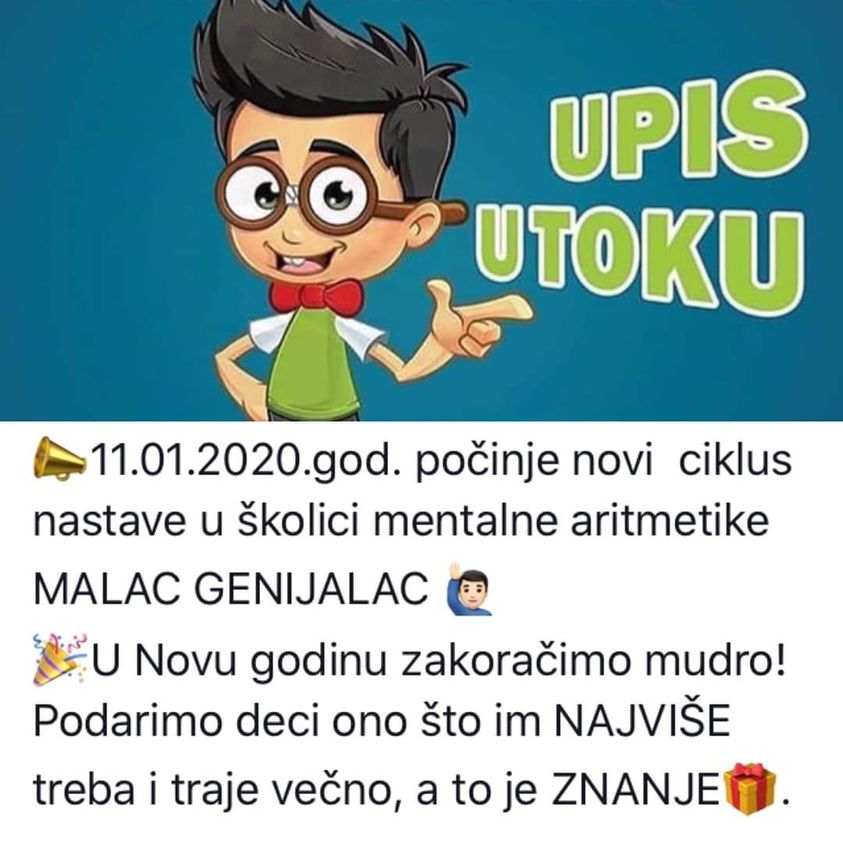 UPIS
U TOKU
📣11.01.2020.god. počinje novi  ciklus
nastave u školici mentalne aritmetike
MALAC GENIJALAC 🙋🏻‍♂️
🎉U Novu godinu zakoračimo mudro!
Podarimo deci ono što im NAJVIŠE
treba i traje večno, a to je ZNANJE🎁.